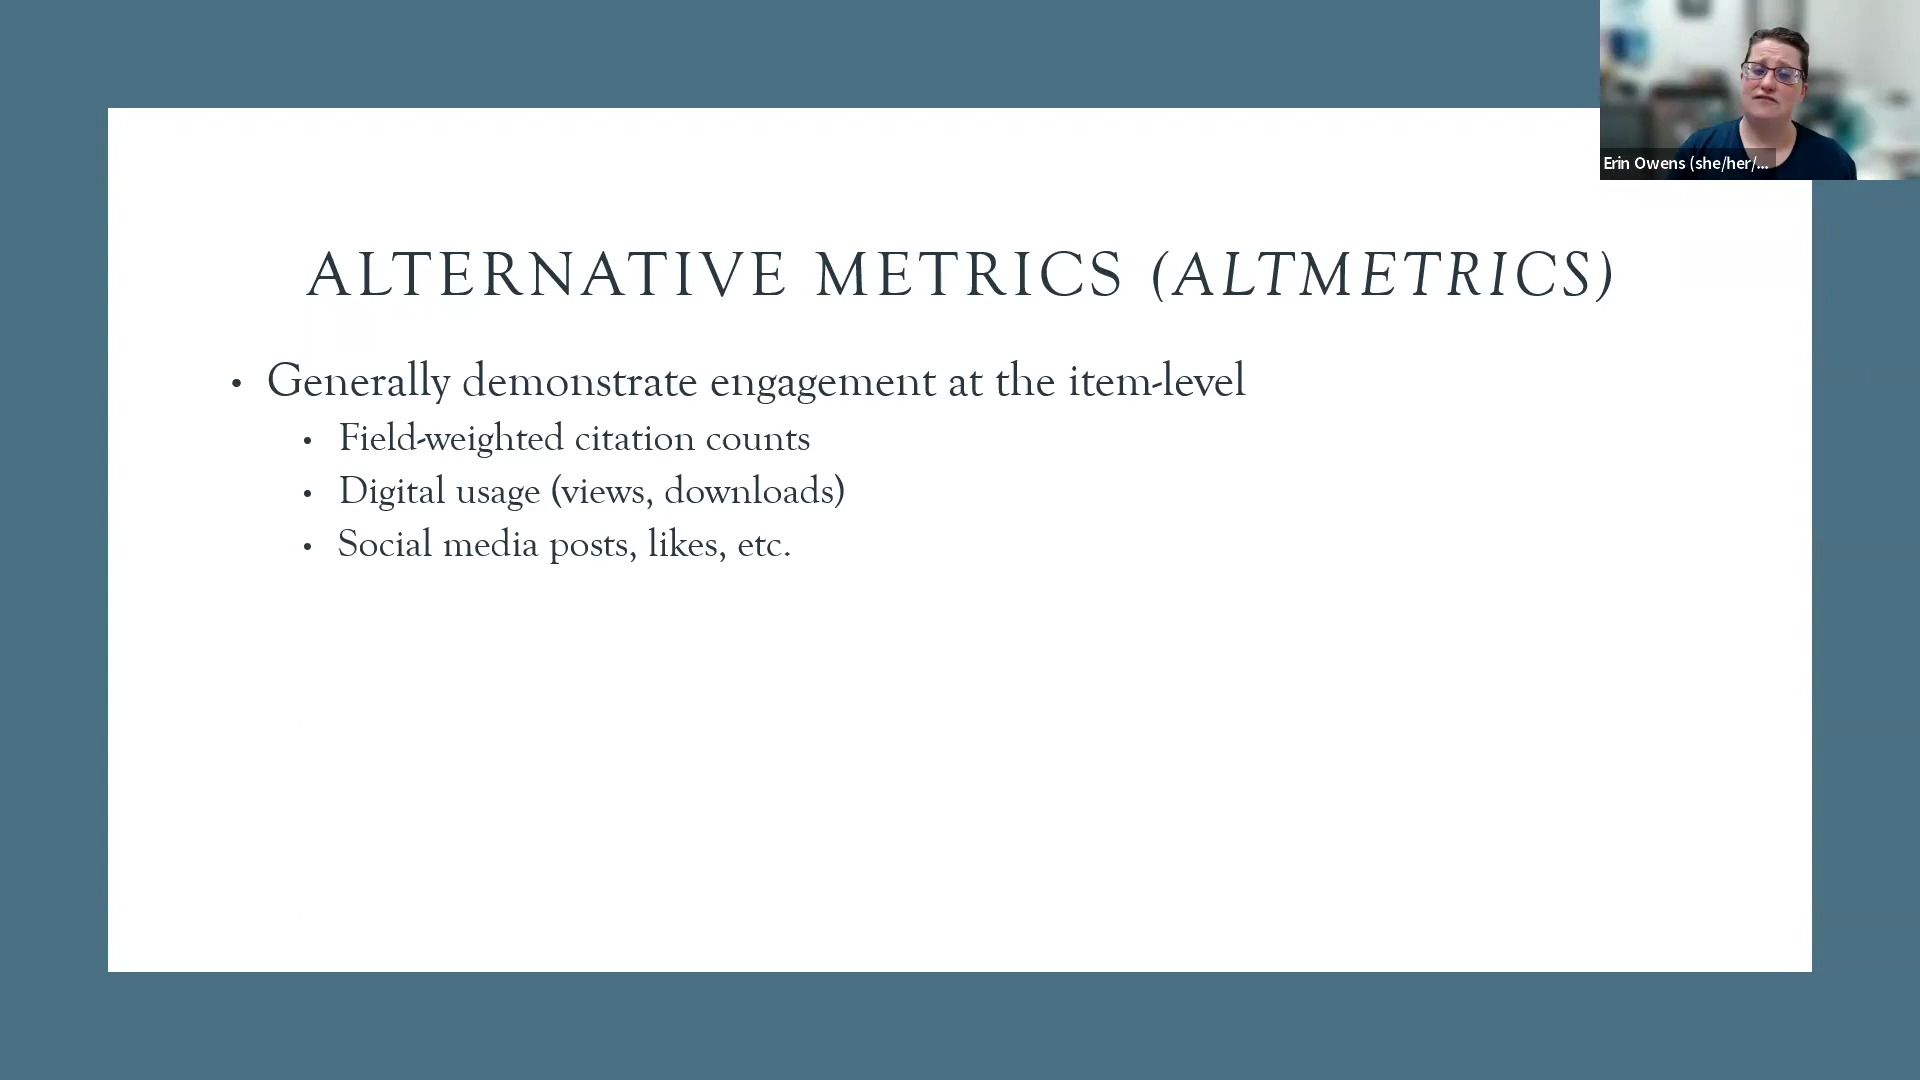 Erin Owens (she/her/...
ALTERNATIVE METRICS (ALTMETRICS)
• Generally demonstrate engagement at the item-level
• Field-weighted citation counts
• Digital usage (views, downloads)
• Social media posts, likes, etc.